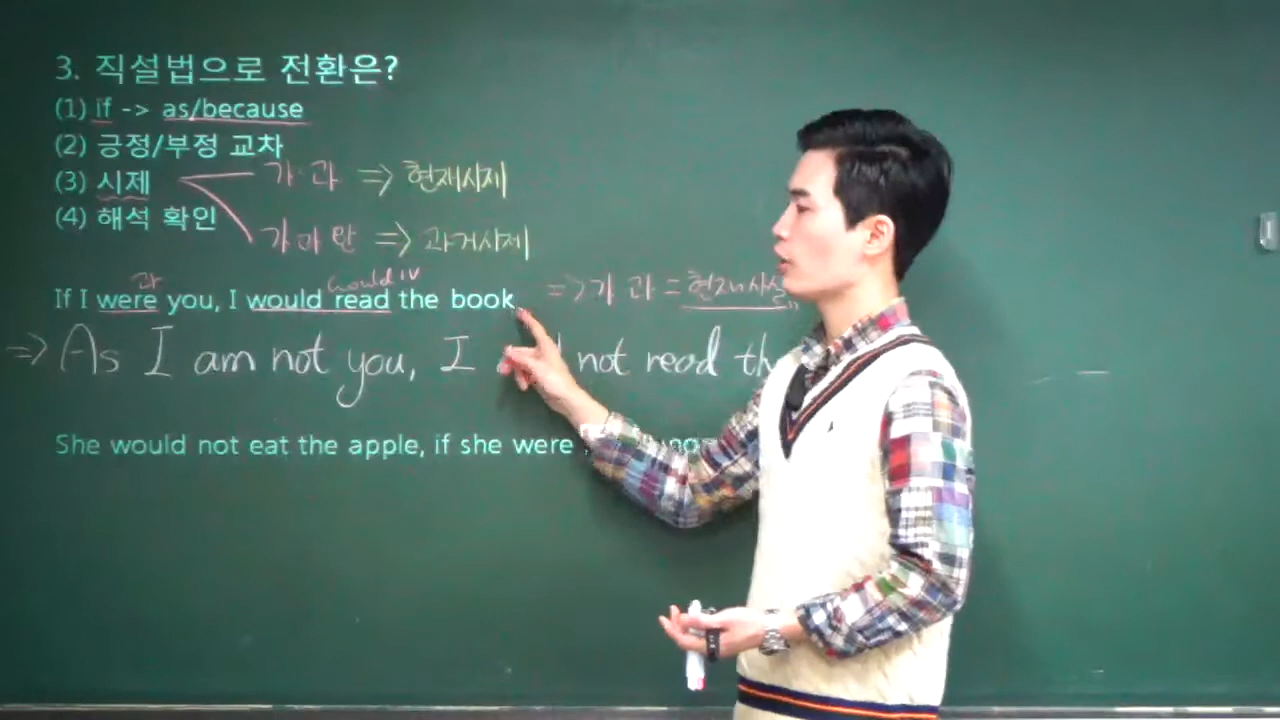 3. 직설법으로 전환은?
(1) if -> as/because
(2) 긍정/부정 교차
(3) 시제 가·과 => 현재시제
(4) 해석 확인
가과완 => 과거시제
과 would 
If I were you, I would read the book. => 가 과 = 현재사실
=> As I am not you, I not read
She would not eat the apple, if she were